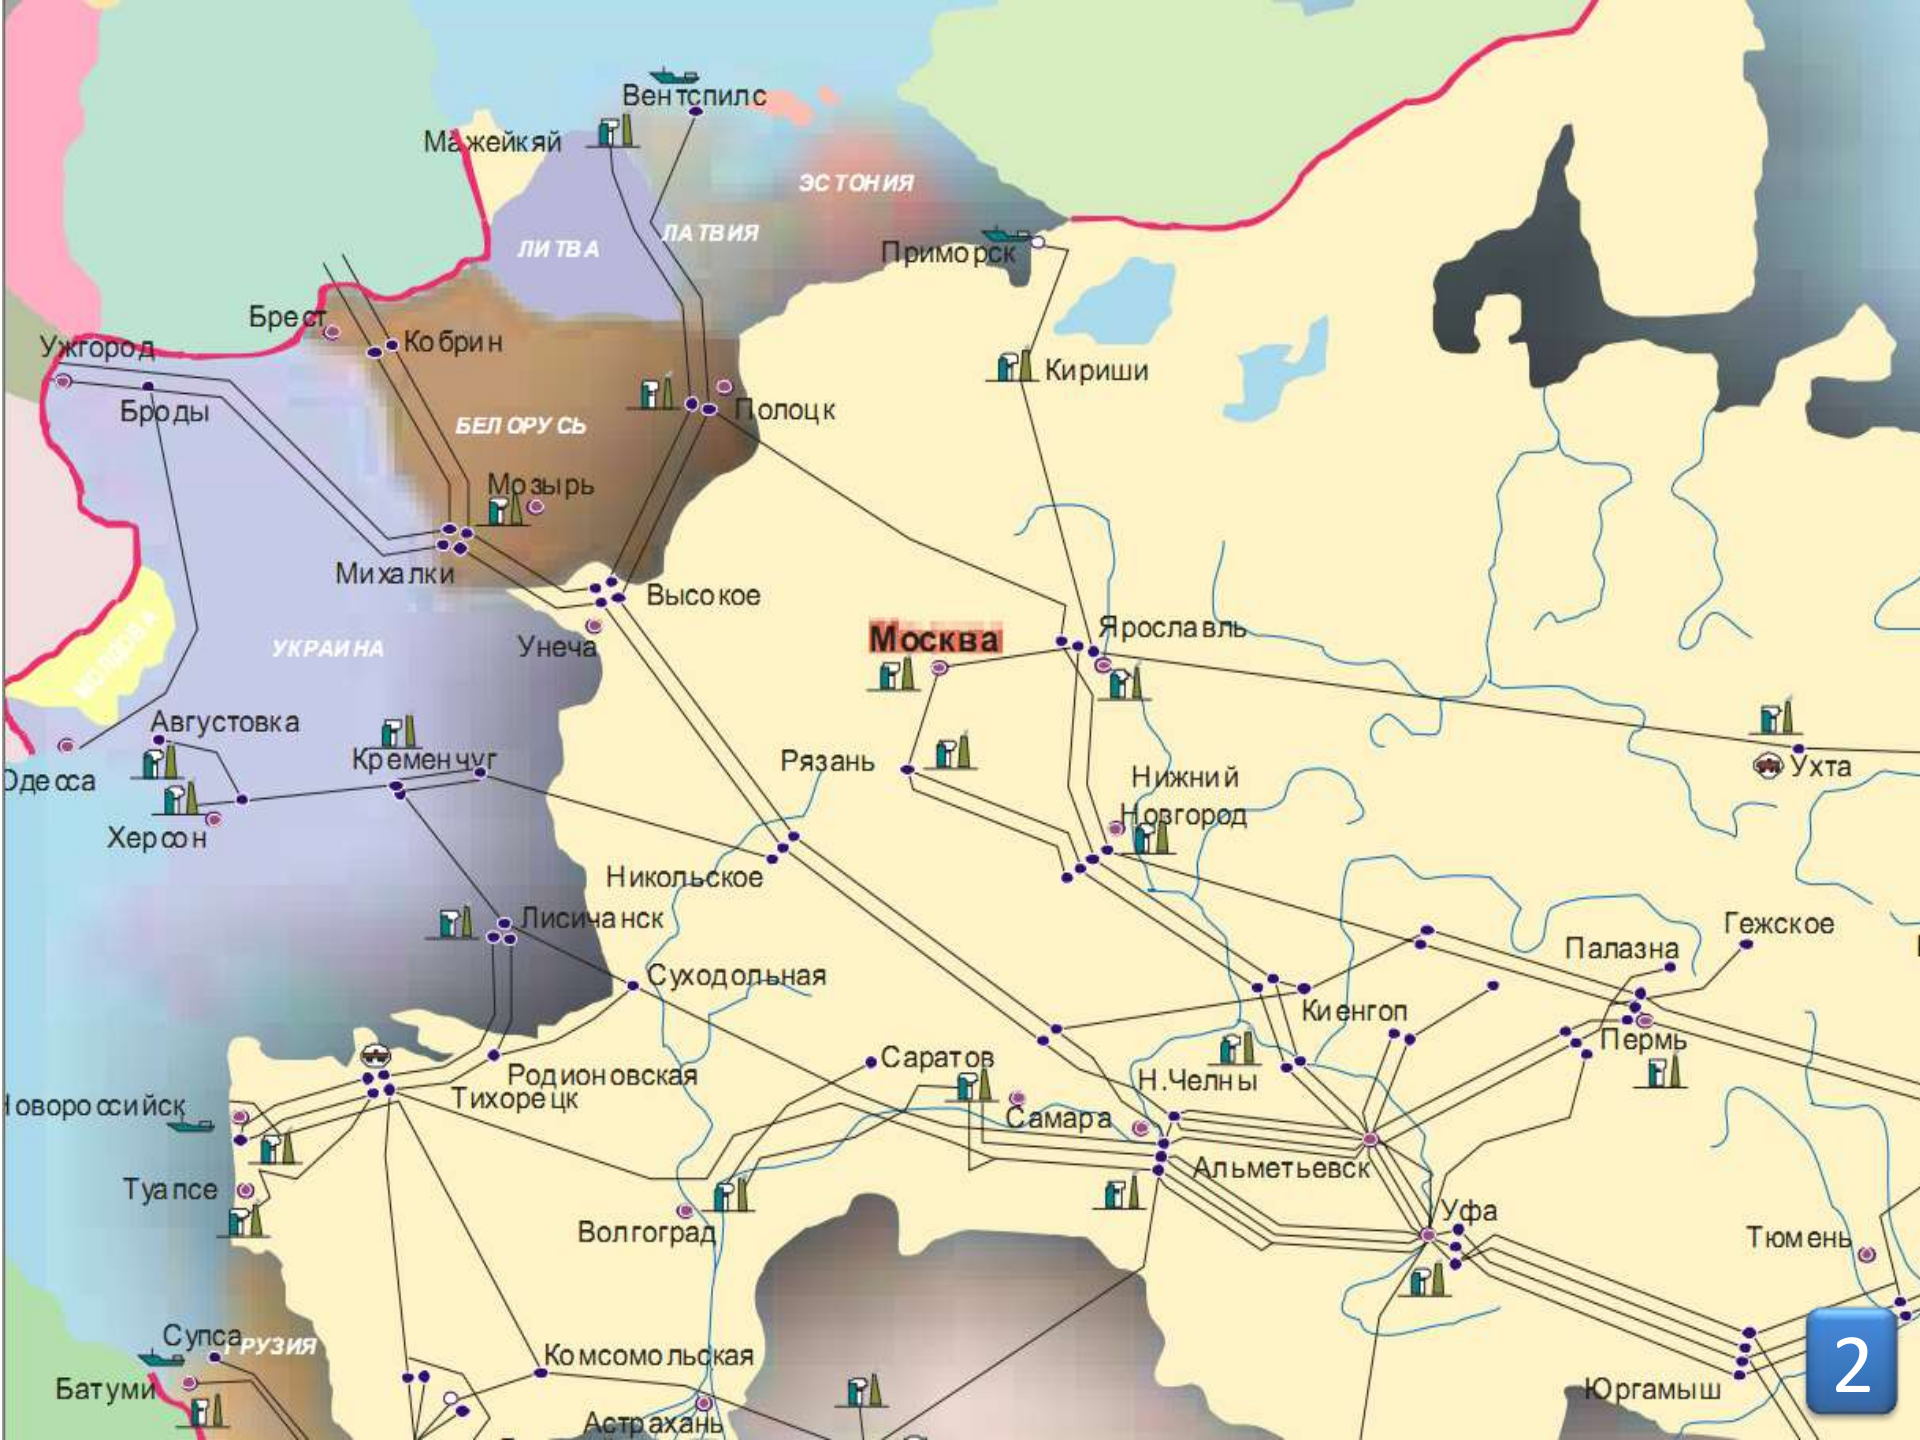 Вентспилс
Мажейкяй
ЭСТОНИЯ
ЛАТВИЯ
ЛИТВА
Приморск
Брест
Кобрин
Ужгород
Кириши
Броды
Полоцк
БЕЛОРУСЬ
Мозырь
Михалки
Высокое
Унеча
МОЛДОВА
УКРАИНА
Москва
Ярославль
Августовка
Кременчуг
Рязань
Ухта
Одесса
Нижний
Новгород
Херсон
Никольское
Лисичанск
Гежское
Палазна
Суходольная
Киенгоп
Пермь
Саратов
Родионовская
Н.Челны
Тихорецк
Новороссийск
Самара
Альметьевск
Туапсе
Уфа
Волгоград
Тюмень
Супса
ГРУЗИЯ
Комсомольская
Батуми
Юргамыш
Астрахань
2